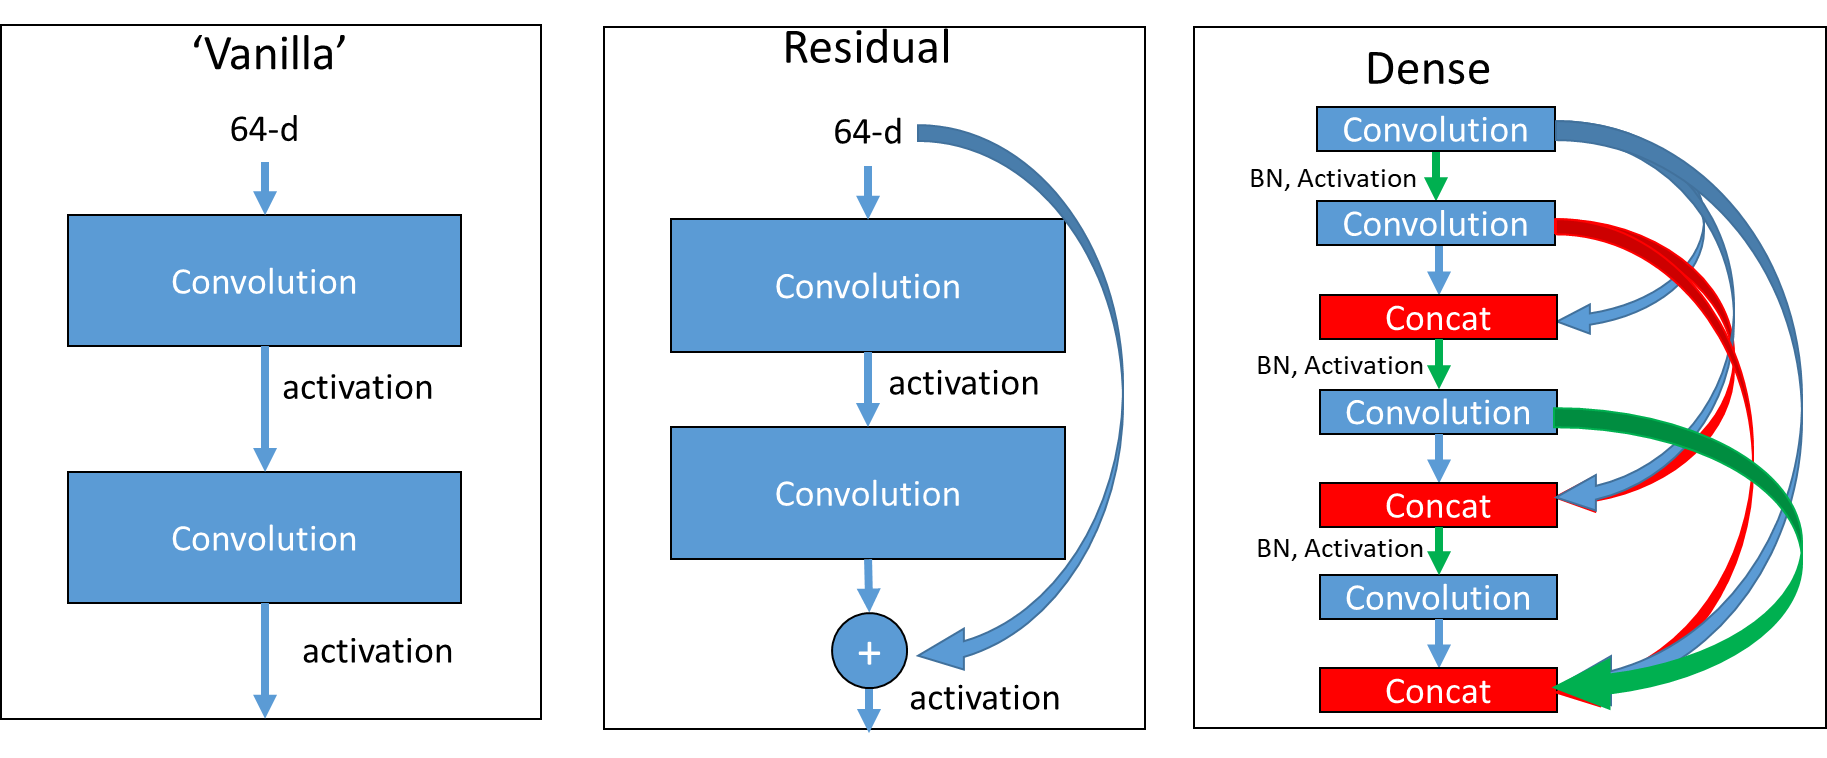 ‘Vanilla’
64-d
Convolution
activation
Convolution
activation
Residual
64-d
Convolution
activation
Convolution
+
activation
Dense
Convolution
BN, Activation
Convolution
Concat
BN, Activation
Convolution
Concat
BN, Activation
Convolution
Concat